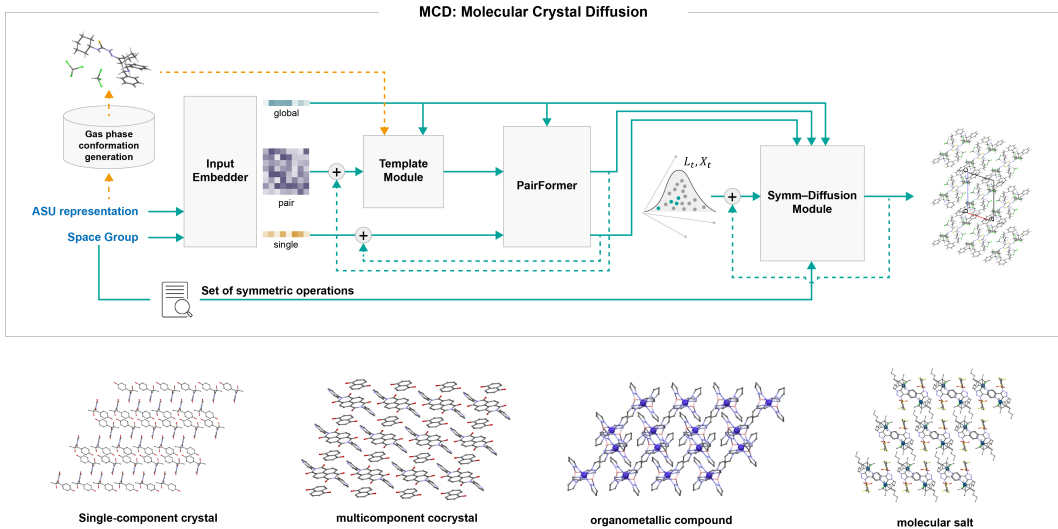 MCD: Molecular Crystal Diffusion
Gas phase
conformation
generation
ASU representation
Space Group
Input
Embedder
global
pair
single
+
+
Template
Module
PairFormer
L_t, X_t
+
Symm–Diffusion
Module
Set of symmetric operations
Single-component crystal
multicomponent cocrystal
organometallic compound
molecular salt